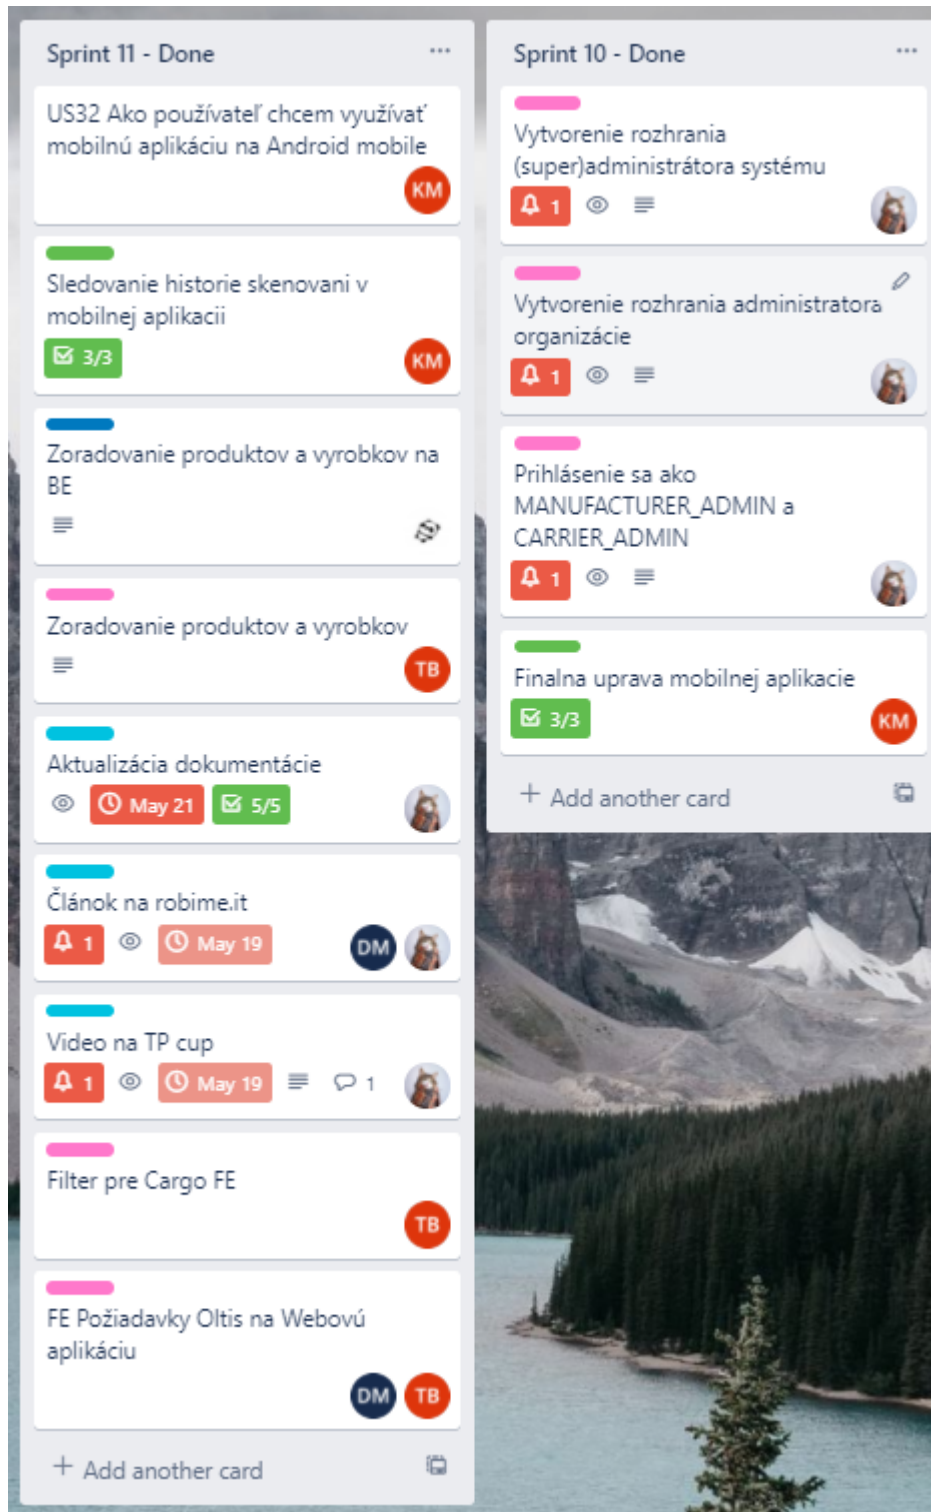 Sprint 11 - Done
US32 Ako používateľ chcem využívať
mobilnú aplikáciu na Android mobile
KM
Sledovanie historie skenovani v
mobilnej aplikacii
3/3
KM
Zoradovanie produktov a vyrobkov na
BE
Zoradovanie produktov a vyrobkov
TB
Aktualizácia dokumentácie
May 21
5/5
Článok na robime.it
1
May 19
DM
Video na TP cup
1
May 19
1
Filter pre Cargo FE
TB
FE Požiadavky Oltis na Webovú
aplikáciu
DM
TB
+ Add another card
Sprint 10 - Done
Vytvorenie rozhrania
(super)administrátora systému
1
Vytvorenie rozhrania administratora
organizácie
1
Prihlásenie sa ako
MANUFACTURER_ADMIN a
CARRIER_ADMIN
1
Finalna uprava mobilnej aplikacie
3/3
KM
+ Add another card